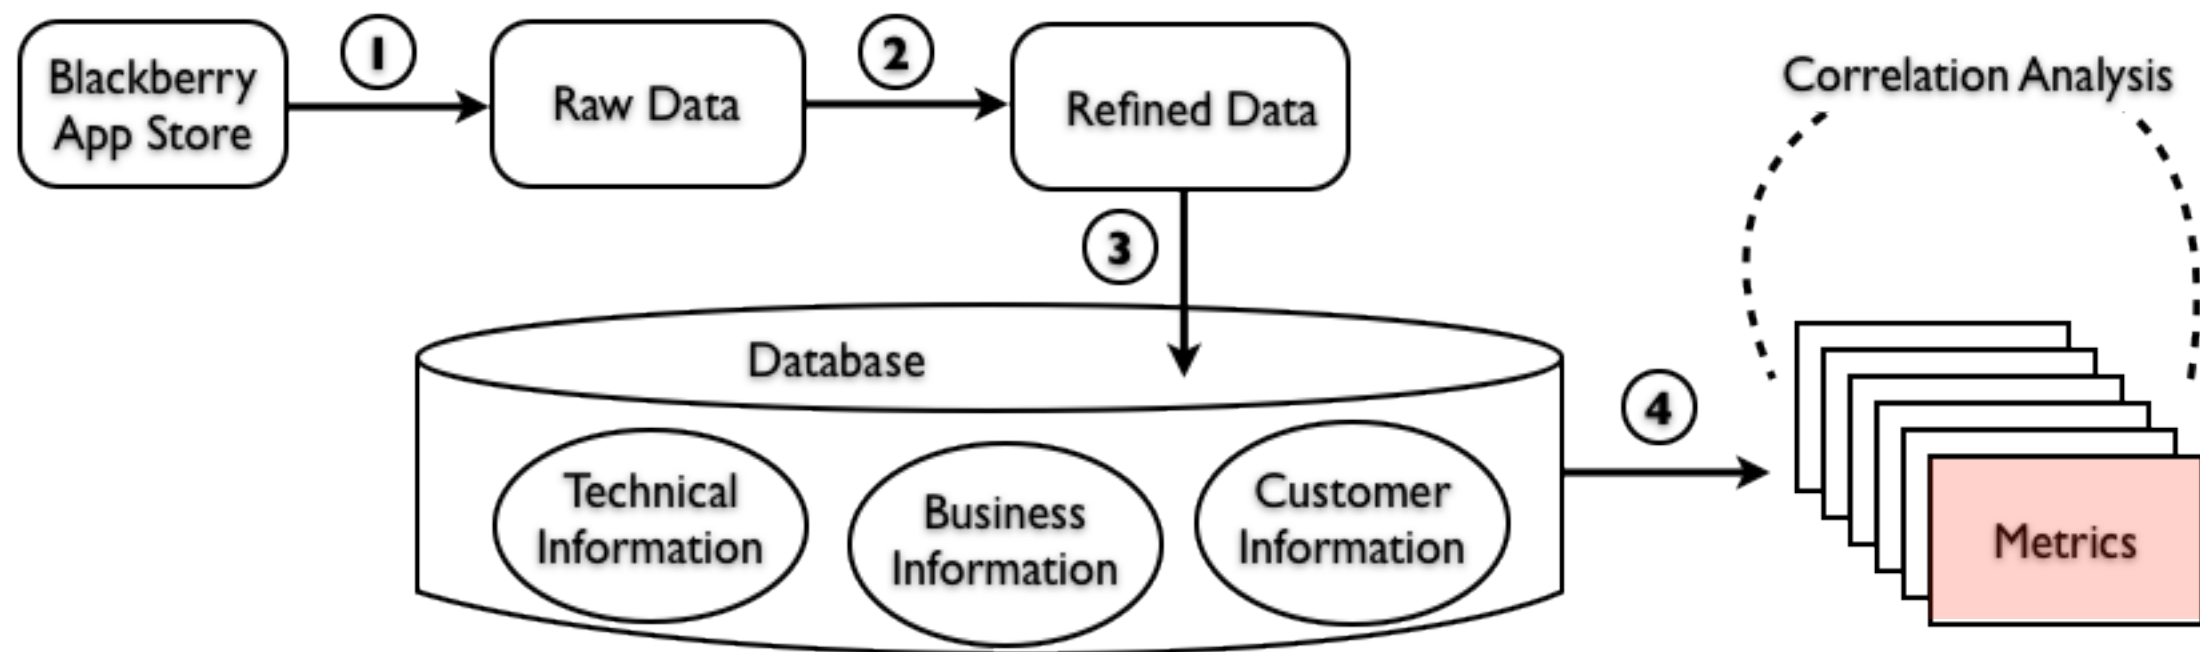 Blackberry
App Store
1
Raw Data
2
Refined Data
3
Correlation Analysis
Database
Technical
Information
Business
Information
Customer
Information
4
Metrics